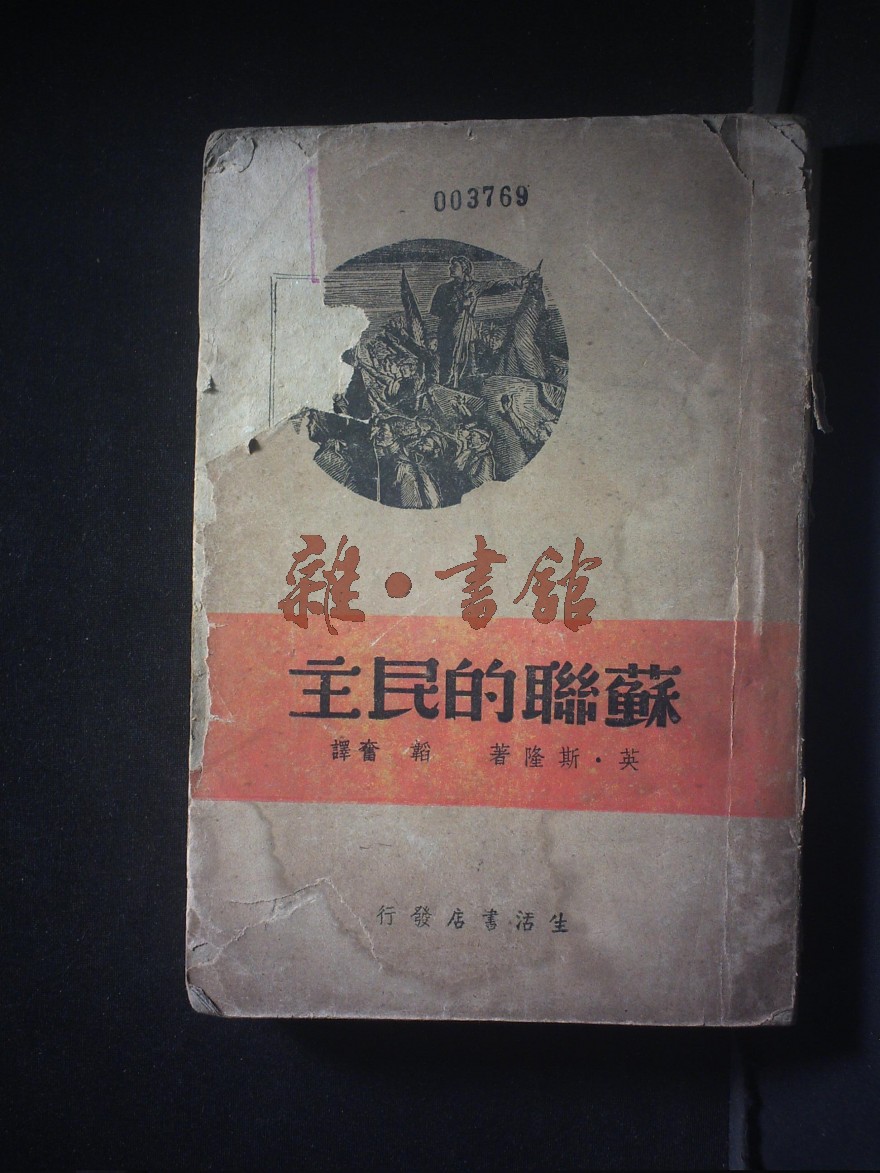 003769
雜·書館
蘇聯的民主
英·斯隆著 韜奮譯
生活書店發行